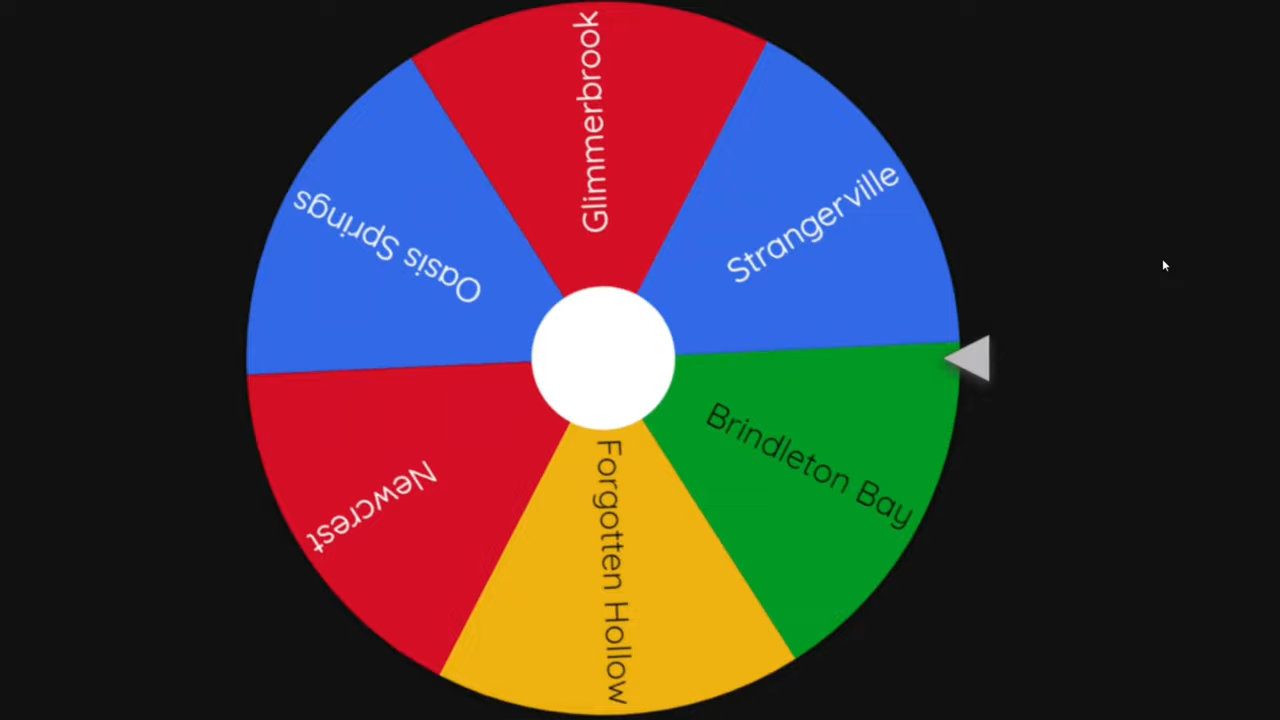 Glimmerbrook
Strangerville
Brindleton Bay
Forgotten Hollow
Newcrest
Oasis Springs